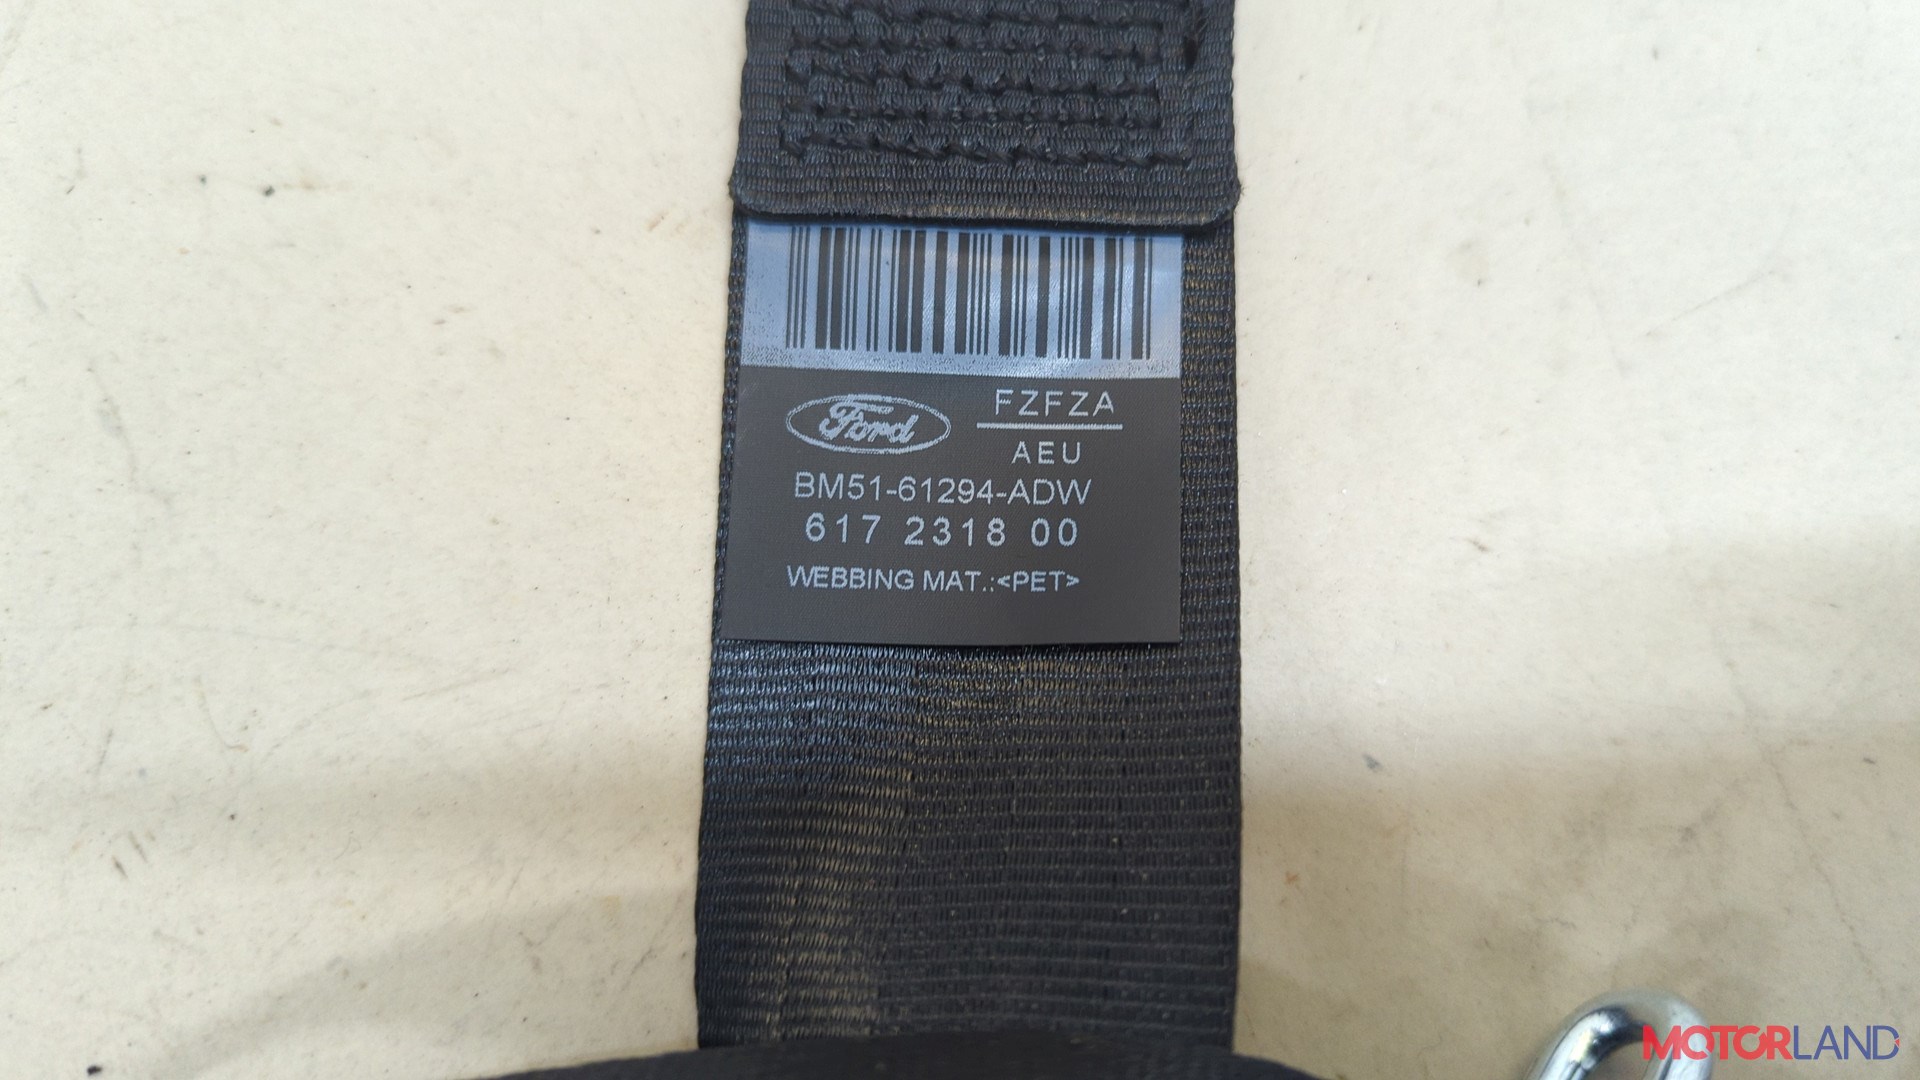 Ford
FZFZA
AEU
BM51-61294-ADW
617 2318 00
WEBBING MAT.:<PET>
MOTORLAND